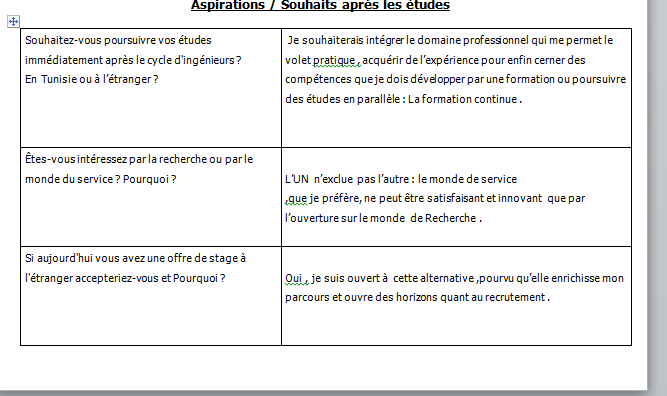 Aspirations / Souhaits après les études
Souhaitez-vous poursuivre vos études
immédiatement après le cycle d'ingénieurs ?
En Tunisie ou à l'étranger ?
Je souhaiterais intégrer le domaine professionnel qui me permet le
volet pratique , acquérir de l'expérience pour enfin cerner des
compétences que je dois développer par une formation ou poursuivre
des études en parallèle : La formation continue .
Êtes-vous intéressez par la recherche ou par le
monde du service ? Pourquoi ?
L'UN n'exclue pas l'autre : le monde de service
,que je préfère, ne peut être satisfaisant et innovant que par
l'ouverture sur le monde de Recherche .
Si aujourd'hui vous avez une offre de stage à
l'étranger accepteriez-vous et Pourquoi ?
Oui , je suis ouvert à cette alternative ,pourvu qu'elle enrichisse mon
parcours et ouvre des horizons quant au recrutement .